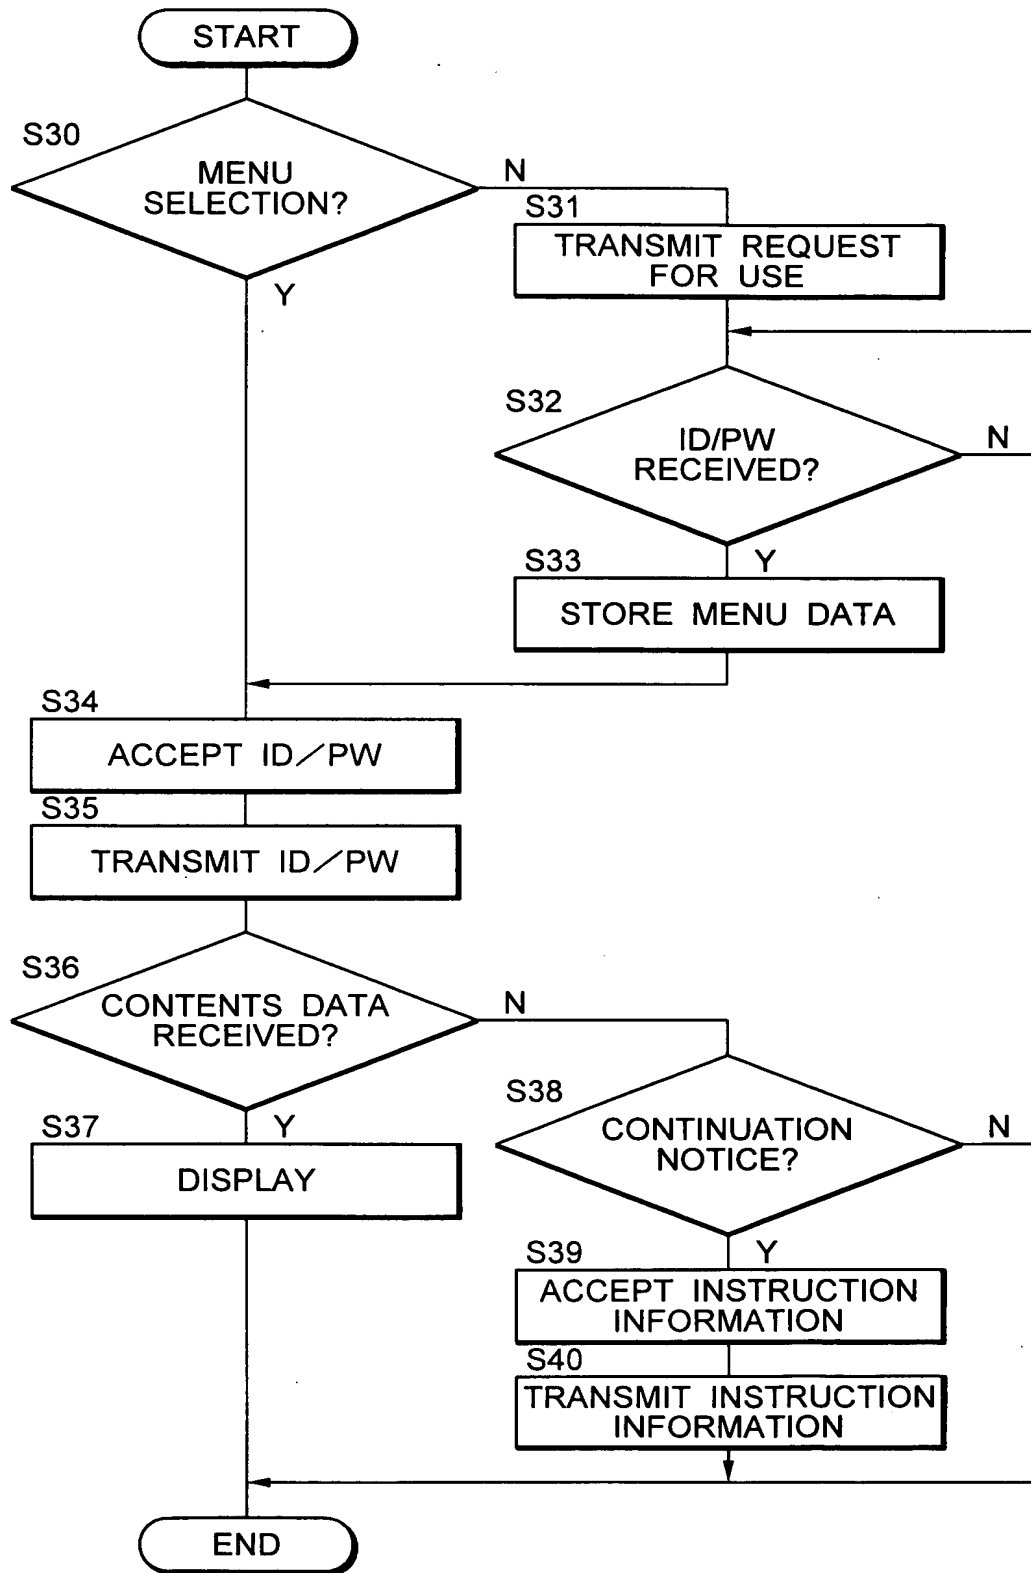 START
S30
MENU
SELECTION?
N
Y
S31
TRANSMIT REQUEST
FOR USE
S32
ID/PW
RECEIVED?
N
Y
S33
STORE MENU DATA
S34
ACCEPT ID/PW
S35
TRANSMIT ID/PW
S36
CONTENTS DATA
RECEIVED?
N
Y
S37
DISPLAY
S38
CONTINUATION
NOTICE?
N
Y
S39
ACCEPT INSTRUCTION
INFORMATION
S40
TRANSMIT INSTRUCTION
INFORMATION
END